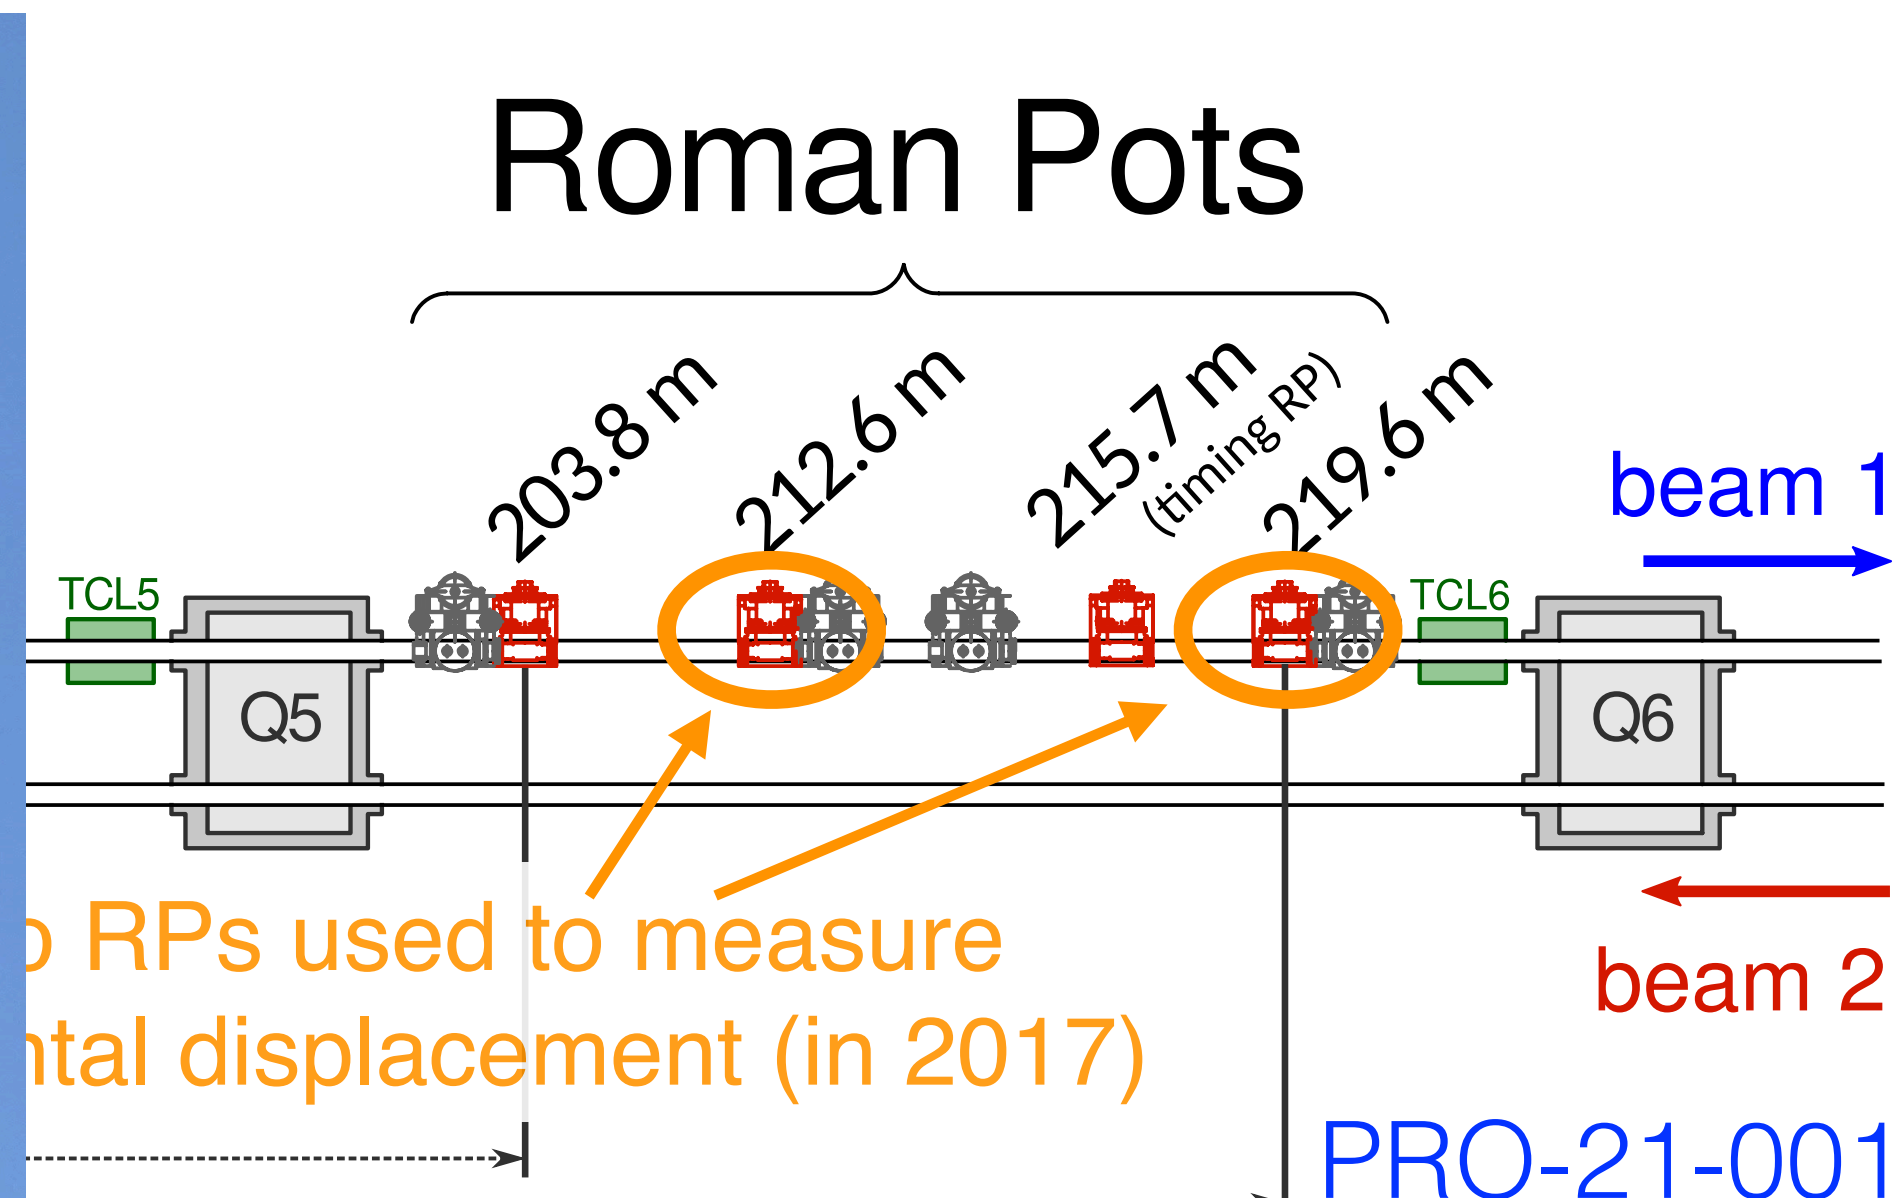 Roman Pots
203.8 m
212.6 m
215.7 m
(timing RP)
219.6 m
beam 1
TCL5
TCL6
Q5
Q6
RPs used to measure
displacement (in 2017)
beam 2
PRO-21-001